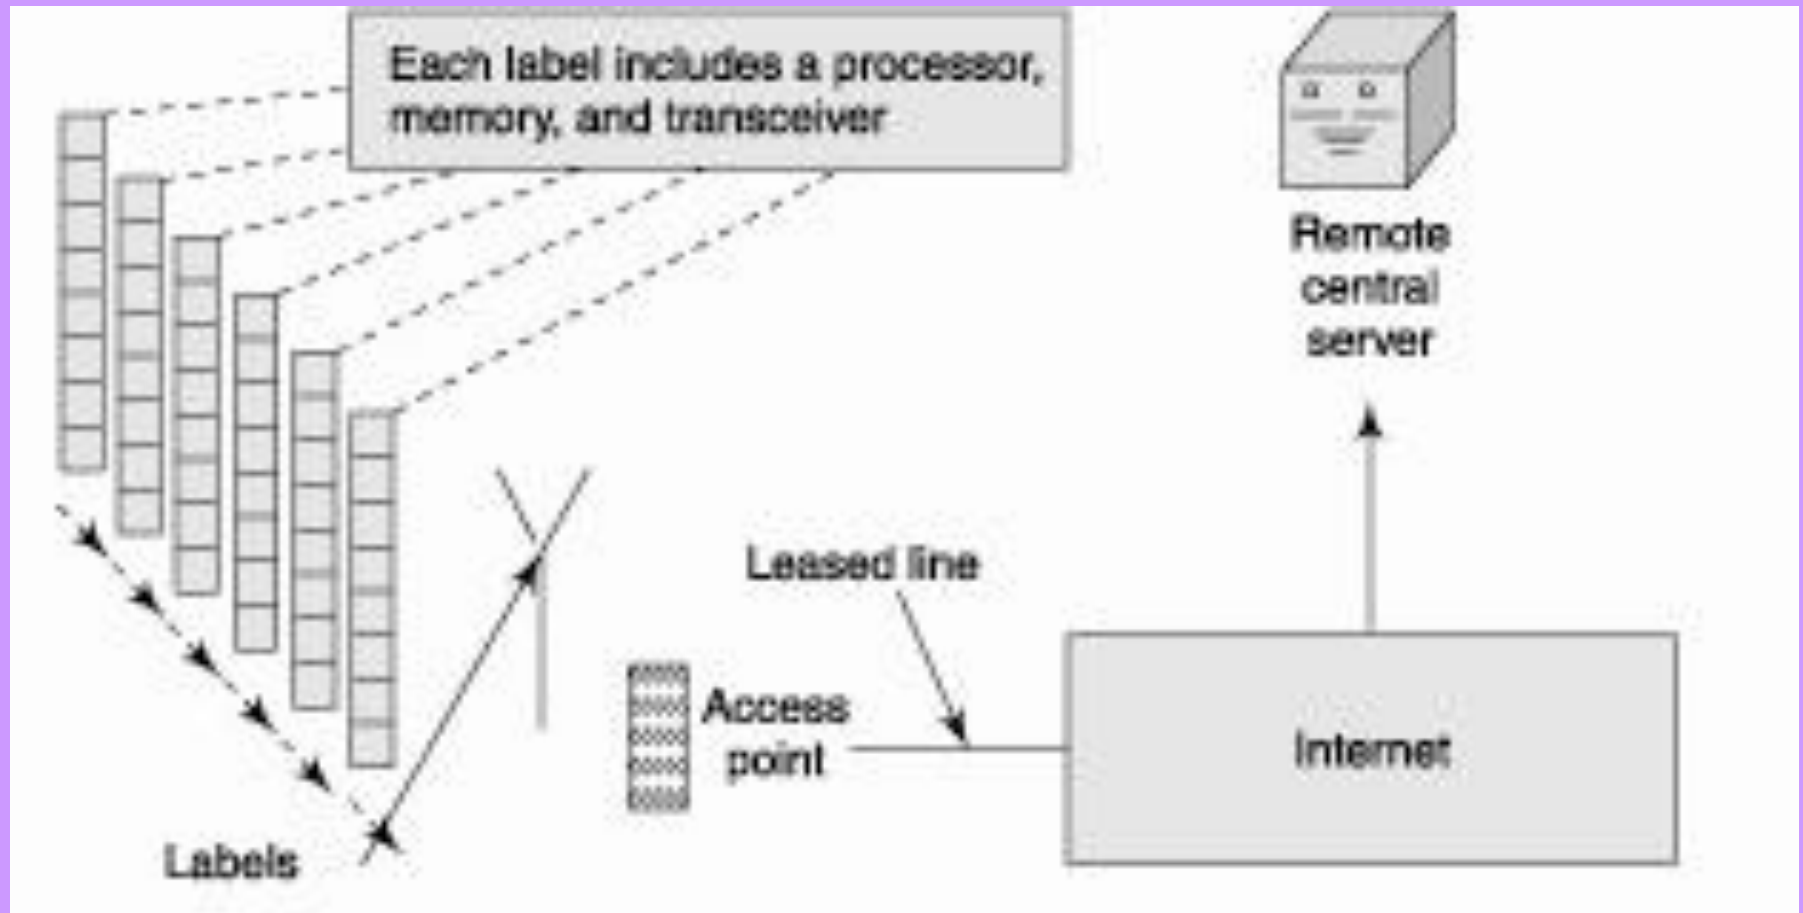 Each label includes a processor,
memory, and transceiver
Remote
central
server
Leased line
Access
point
Internet
Labels